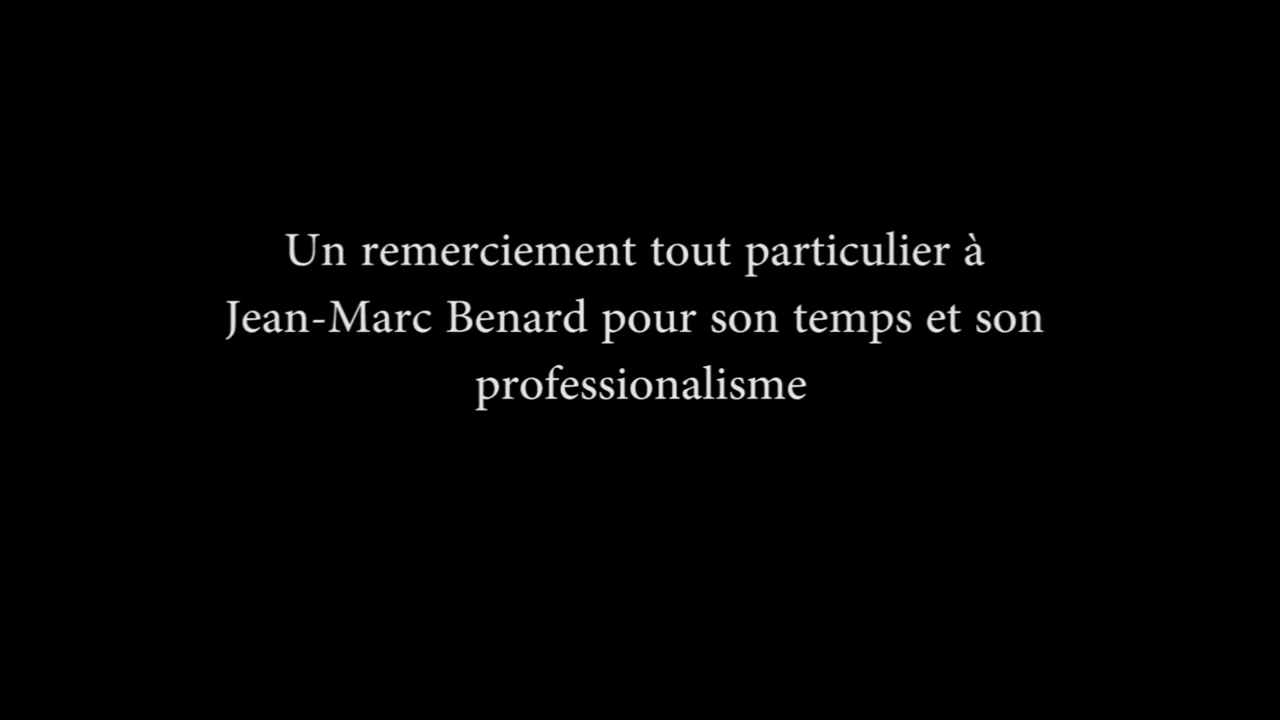 Un remerciement tout particulier à
Jean-Marc Benard pour son temps et son
professionalisme